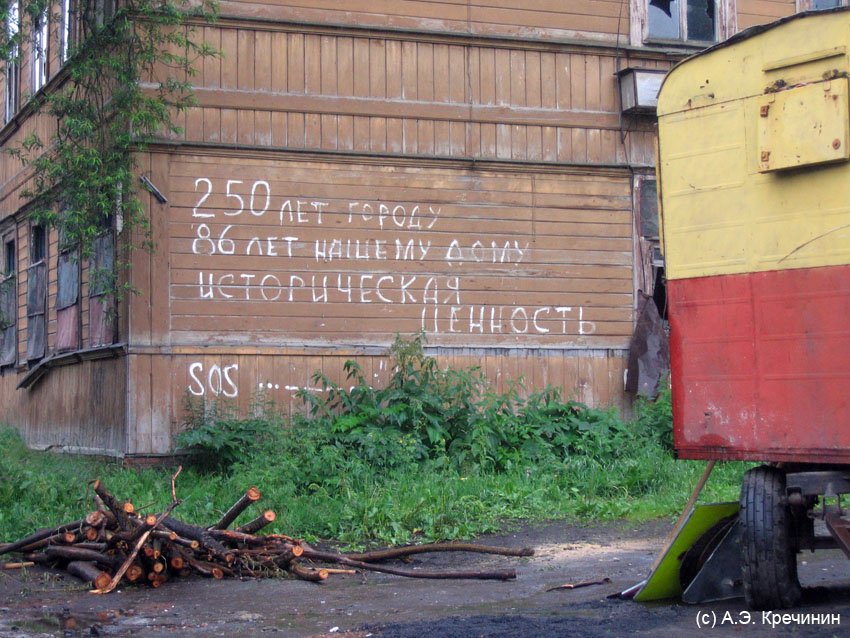 250 ЛЕТ ГОРОДУ
86 ЛЕТ НАШЕМУ ДОМУ
ИСТОРИЧЕСКАЯ
ЦЕННОСТЬ
SOS ...---...
(c) А.Э. Кречинин